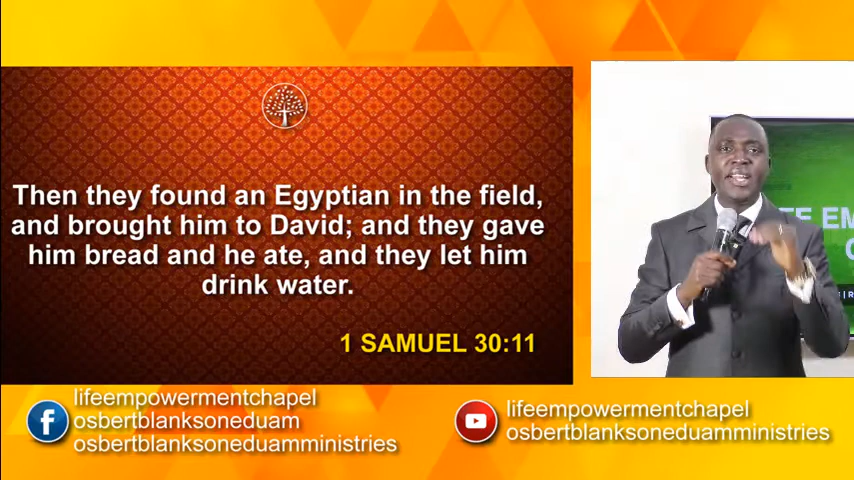 Then they found an Egyptian in the field,
and brought him to David; and they gave
him bread and he ate, and they let him
drink water.
1 SAMUEL 30:11
lifeempowermentchapel
osbertblanksoneduam
osbertblanksoneduamministries
lifeempowermentchapel
osbertblanksoneduamministries